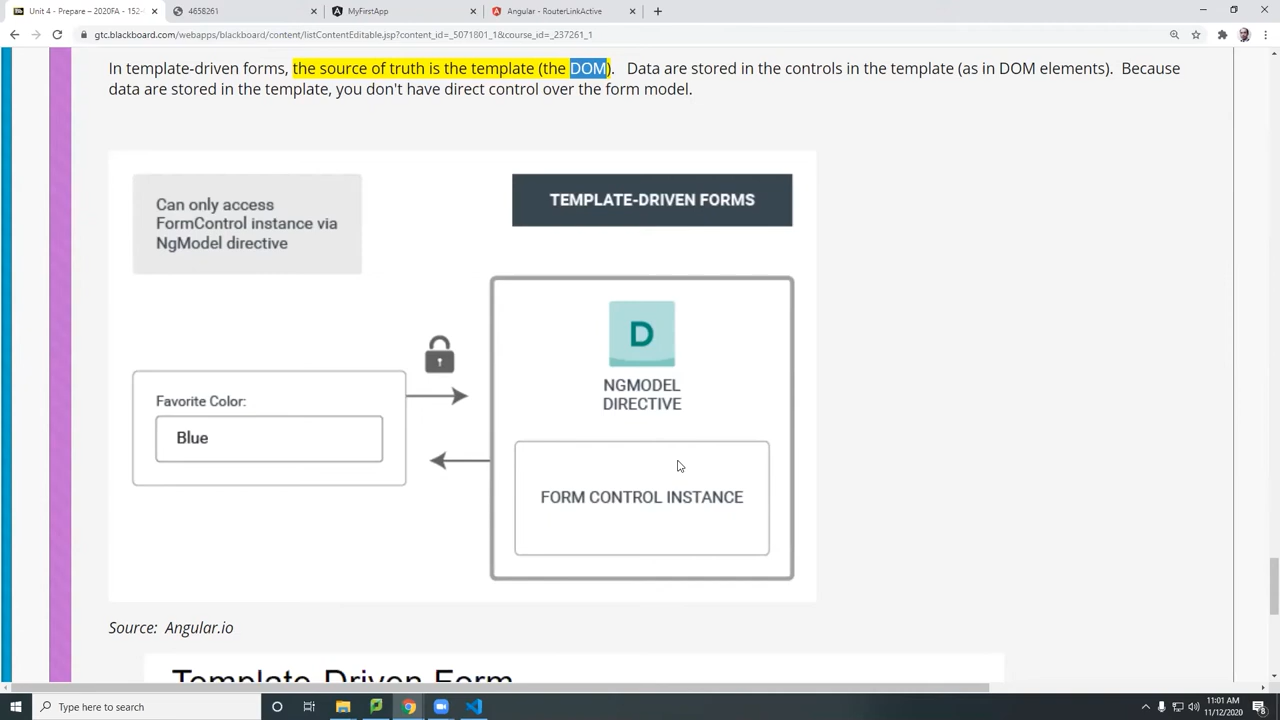 Unit 4 - Prepare – 2020FA - 152-
4658261
MyFirstApp
Angular - RouterLinkActive
gtc.blackboard.com/webapps/blackboard/content/listContentEditable.jsp?content_id=_5071801_1&course_id=_237261_1
In template-driven forms, the source of truth is the template (the DOM).  Data are stored in the controls in the template (as in DOM elements).  Because
data are stored in the template, you don't have direct control over the form model.
Can only access
FormControl instance via
NgModel directive
TEMPLATE-DRIVEN FORMS
D
NGMODEL
DIRECTIVE
Favorite Color:
Blue
FORM CONTROL INSTANCE
Source:  Angular.io
Template Driven Form
Type here to search
11:01 AM
11/12/2020
8